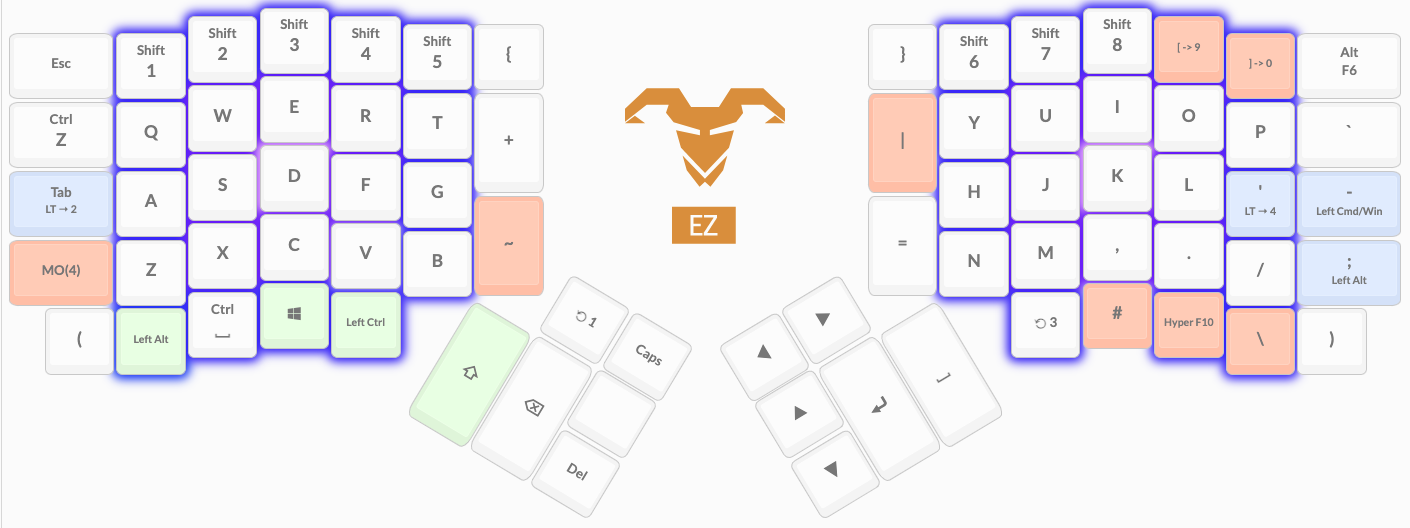 Esc
Shift
1
Shift
2
Shift
3
Shift
4
Shift
5
{
Ctrl
Z
Q
W
E
R
T
+
Tab
LT → 2
A
S
D
F
G
~
MO(4)
Z
X
C
V
B
(
Left Alt
Ctrl
Left Ctrl
1
Caps
Del
EZ
}
Shift
6
Shift
7
Shift
8
[ -> 9
] -> 0
Alt
F6
|
Y
U
I
O
P
`
H
J
K
L
'
LT → 4
-
Left Cmd/Win
=
N
M
,
.
/
;
Left Alt
3
#
Hyper F10
\
)